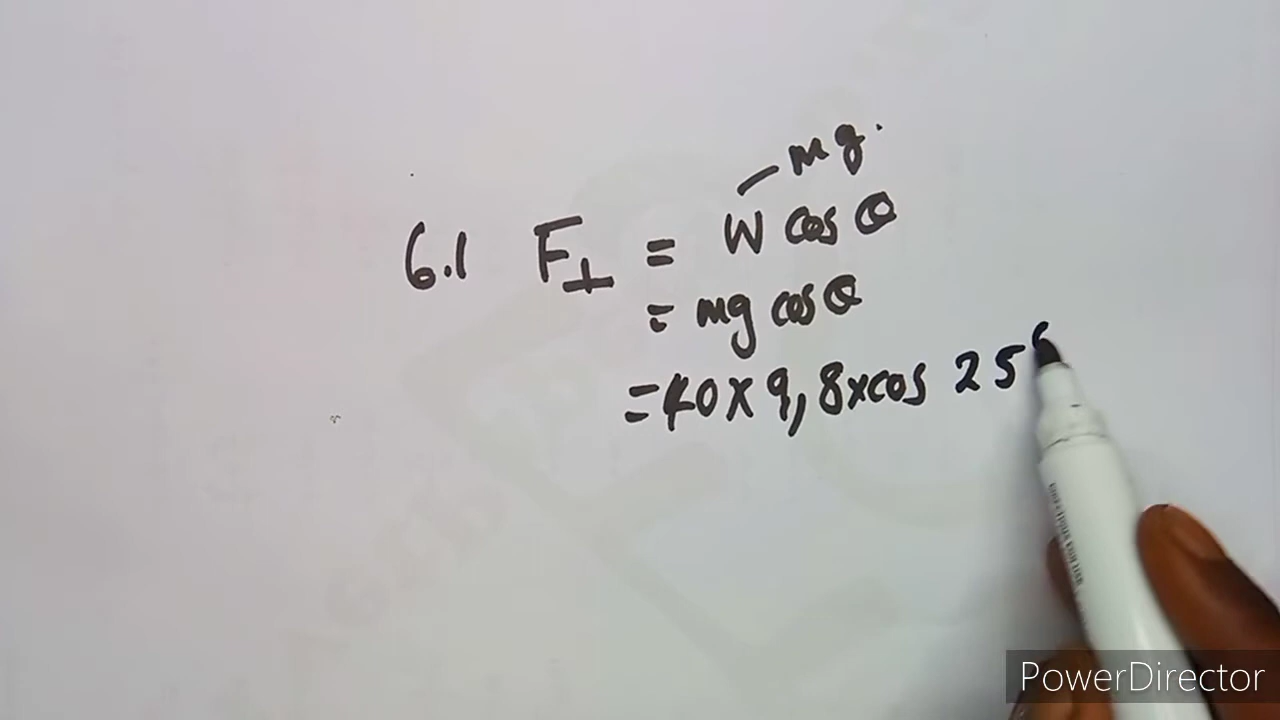 mg.
6.1 F⊥ = W cos θ
= mg cos θ
= 40 x 9,8 x cos 25°
PowerDirector